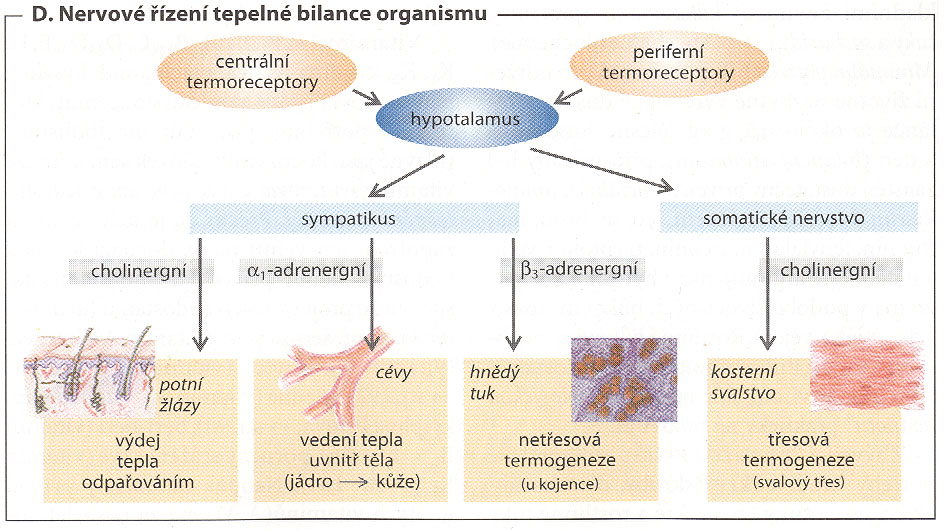 D. Nervové řízení tepelné bilance organismu
centrální
termoreceptory
periferní
termoreceptory
hypotalamus
sympatikus
somatické nervstvo
cholinergní
α₁-adrenergní
β₃-adrenergní
cholinergní
potní
žlázy
výdej
tepla
odpařováním
cévy
vedení tepla
uvnitř těla
(jádro → kůže)
hnědý
tuk
netřesová
termogeneze
(u kojence)
kosterní
svalstvo
třesová
termogeneze
(svalový třes)